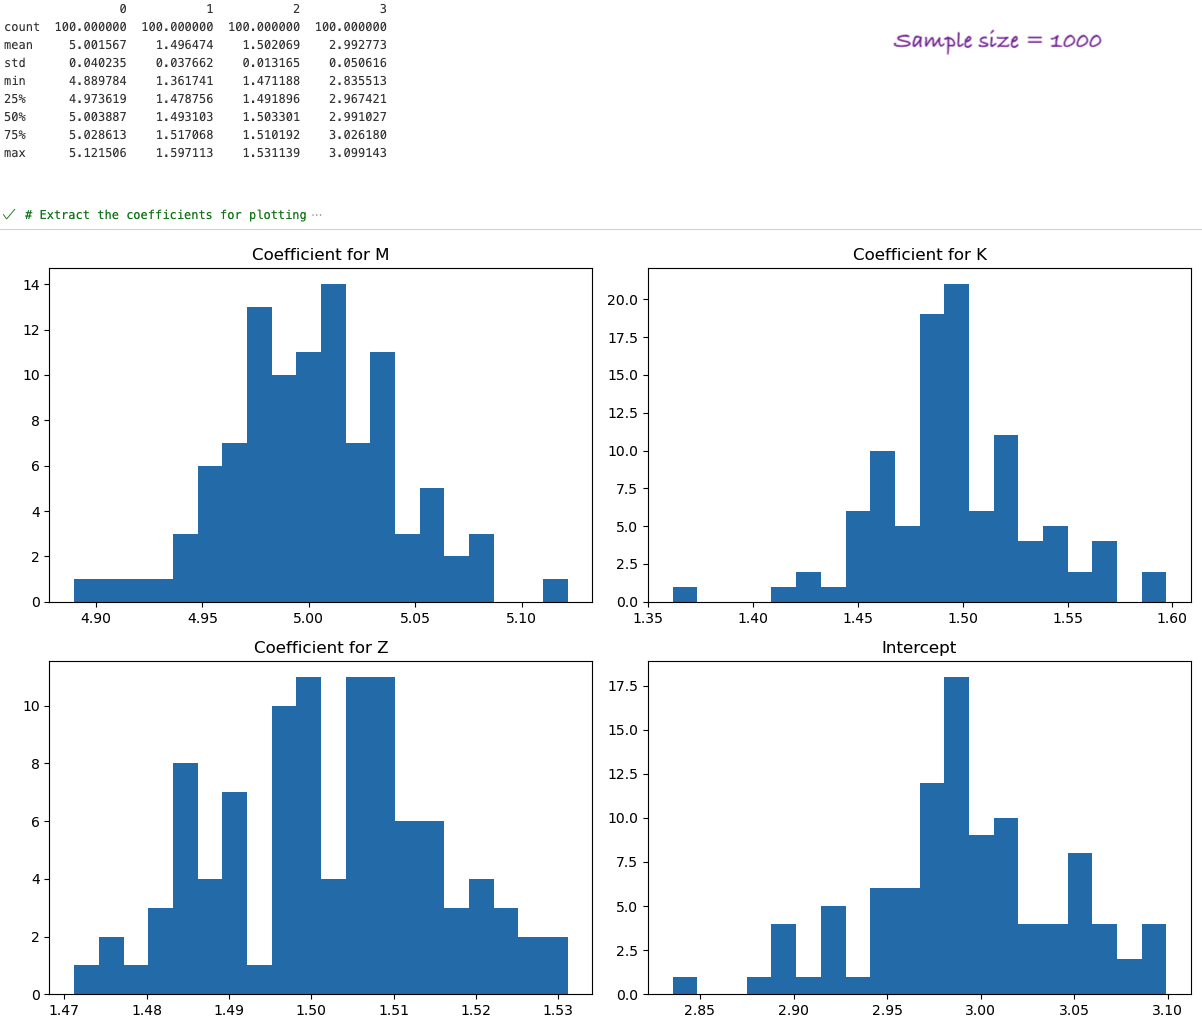 0 1 2 3
count 100.000000 100.000000 100.000000 100.000000
mean 5.001567 1.496474 1.502069 2.992773
std 0.040235 0.037662 0.013165 0.050616
min 4.889784 1.361741 1.471188 2.835513
25% 4.973619 1.478756 1.491896 2.967421
50% 5.003887 1.493103 1.503301 2.991027
75% 5.028613 1.517068 1.510192 3.026180
max 5.121506 1.597113 1.531139 3.099143
Sample size = 1000
# Extract the coefficients for plotting ...
Coefficient for M
14
12
10
8
6
4
2
0
4.90 4.95 5.00 5.05 5.10
Coefficient for K
20.0
17.5
15.0
12.5
10.0
7.5
5.0
2.5
0.0
1.35 1.40 1.45 1.50 1.55 1.60
Coefficient for Z
10
8
6
4
2
0
1.47 1.48 1.49 1.50 1.51 1.52 1.53
Intercept
17.5
15.0
12.5
10.0
7.5
5.0
2.5
0.0
2.85 2.90 2.95 3.00 3.05 3.10